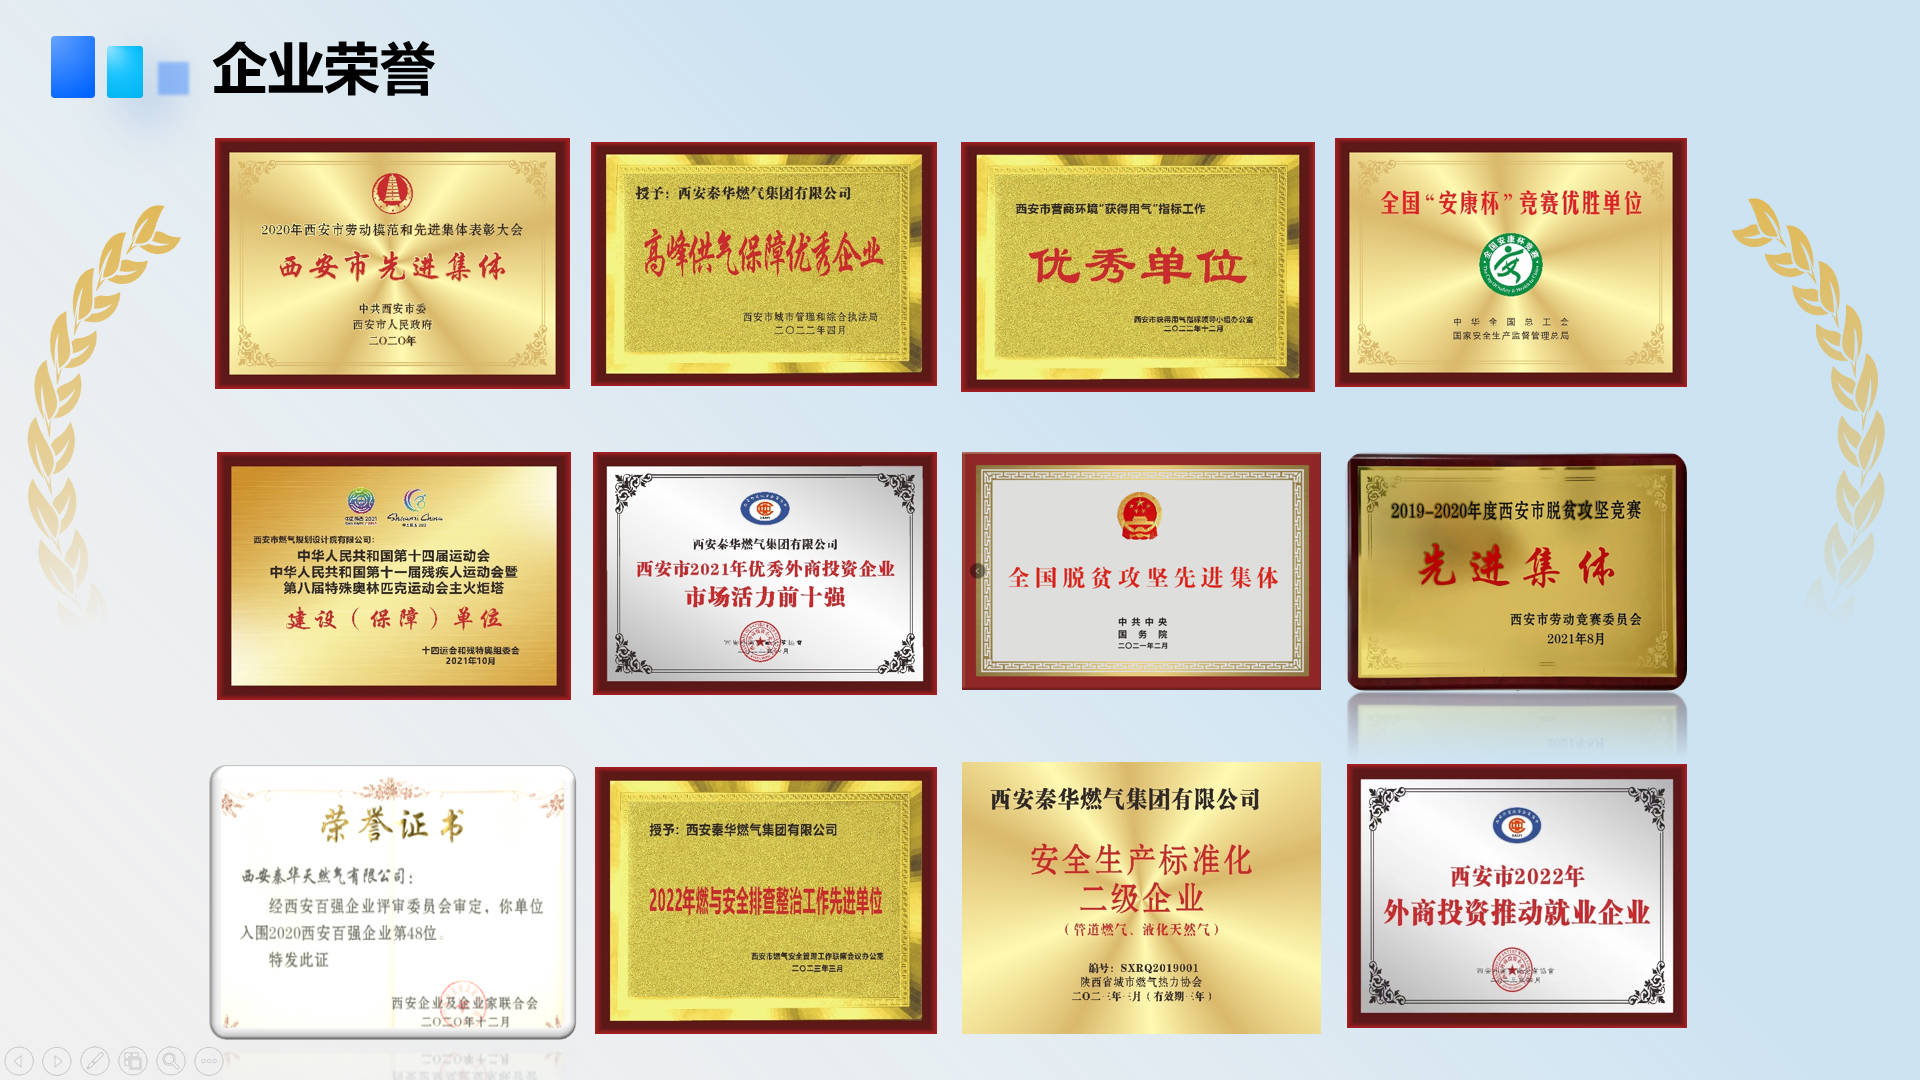 企业荣誉
2020年西安市劳动模范和先进集体表彰大会
西安市先进集体
中共西安市委
西安市人民政府
二〇二〇年
授予：西安秦华燃气集团有限公司
高峰供气保障优秀企业
西安市城市管理和综合执法局
二〇二二年四月
西安市营商环境“获得用气”指标工作
优秀单位
西安市获得用气指标领导小组办公室
二〇二二年十二月
全国“安康杯”竞赛优胜单位
中华全国总工会
国家安全生产监督管理总局
西安市燃气规划设计院有限公司：
中华人民共和国第十四届运动会
中华人民共和国第十一届残疾人运动会暨
第八届特殊奥林匹克运动会主火炬塔
建设（保障）单位
十四运会和残特奥组委会
2021年10月
西安秦华燃气集团有限公司
西安市2021年优秀外商投资企业
市场活力前十强
全国脱贫攻坚先进集体
中共中央
国务院
二〇二一年二月
2019-2020年度西安市脱贫攻坚竞赛
先进集体
西安市劳动竞赛委员会
2021年8月
荣誉证书
西安秦华天然气有限公司：
经西安百强企业评审委员会审定，你单位
入围2020西安百强企业第48位。
特发此证
西安企业及企业家联合会
二〇二〇年十二月
授予：西安秦华燃气集团有限公司
2022年燃与安全排查整治工作先进单位
西安市燃气安全管理工作联席会议办公室
二〇二三年三月
西安秦华燃气集团有限公司
安全生产标准化
二级企业
（管道燃气、液化天然气）
编号：SXRQ2019001
陕西省城市燃气热力协会
西安市2022年
外商投资推动就业企业